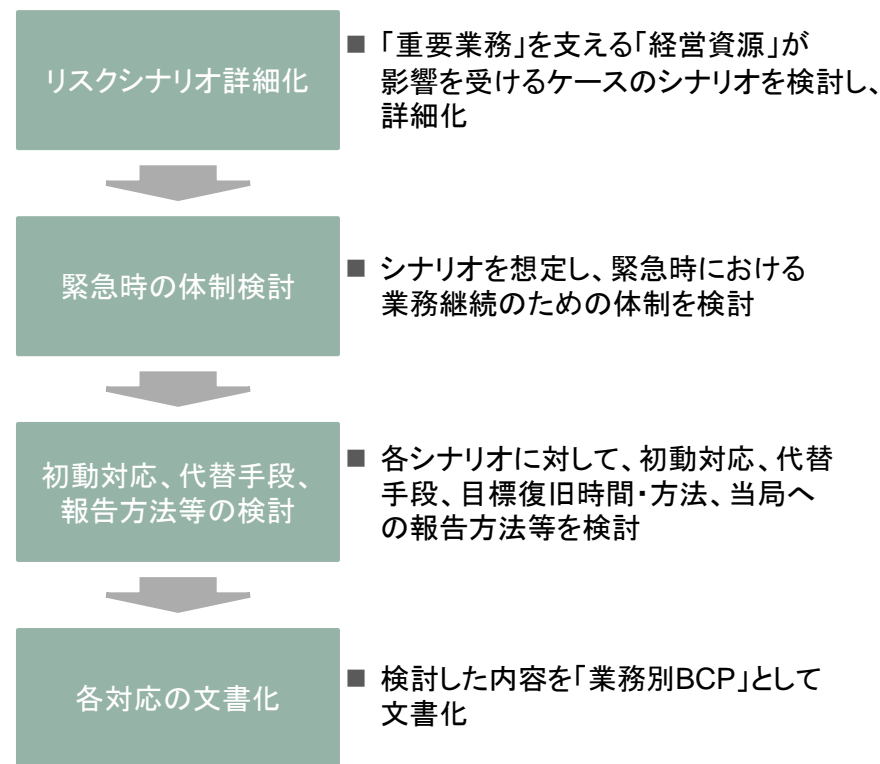 リスクシナリオ詳細化
■ 「重要業務」を支える「経営資源」が
影響を受けるケースのシナリオを検討し、
詳細化
緊急時の体制検討
■ シナリオを想定し、緊急時における
業務継続のための体制を検討
初動対応、代替手段、
報告方法等の検討
■ 各シナリオに対して、初動対応、代替
手段、目標復旧時間・方法、当局へ
の報告方法等を検討
各対応の文書化
■ 検討した内容を「業務別BCP」として
文書化